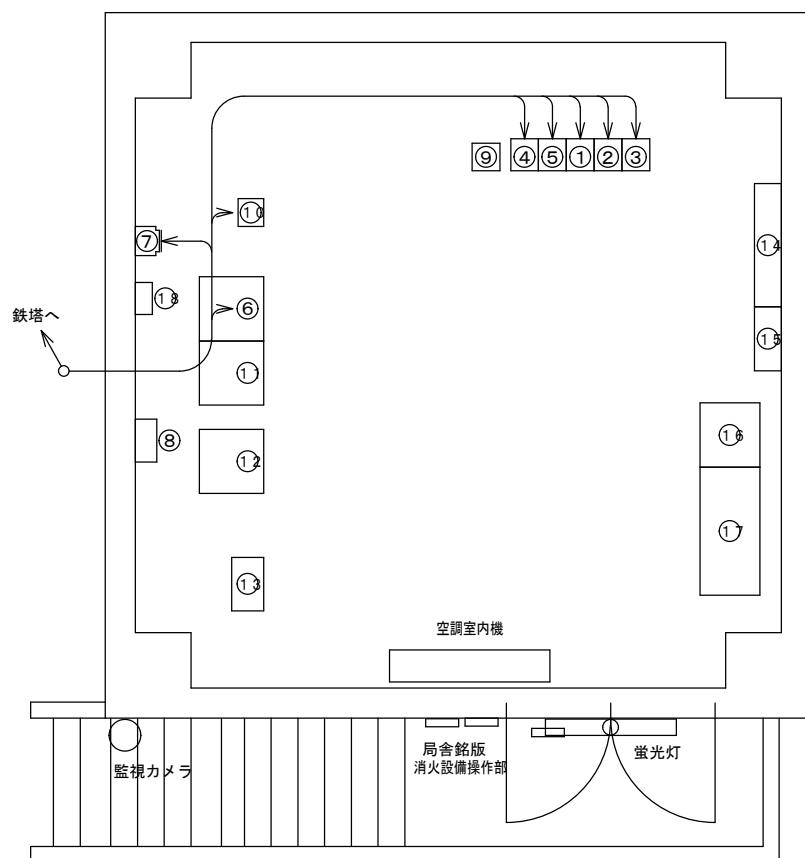 ⑨ ④ ⑤ ① ② ③
⑩
⑦
⑭
⑱
⑥
鉄塔へ
⑮
⑪
⑧
⑯
⑫
⑰
⑬
空調室内機
局舎銘版
消火設備操作部
蛍光灯
監視カメラ